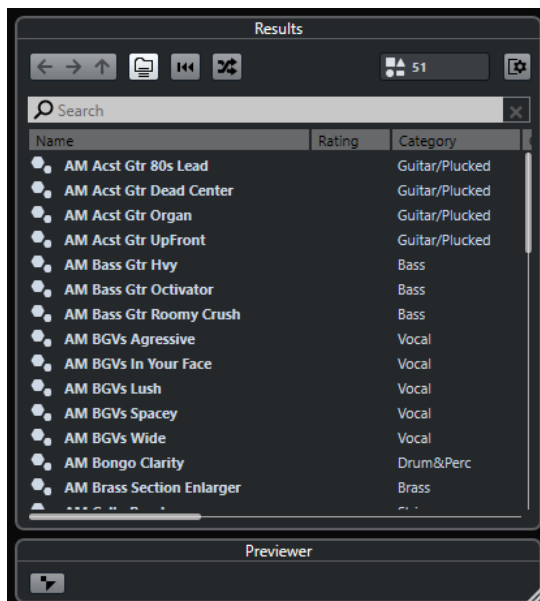 Results
51
Search
Name Rating Category
AM Acst Gtr 80s Lead Guitar/Plucked
AM Acst Gtr Dead Center Guitar/Plucked
AM Acst Gtr Organ Guitar/Plucked
AM Acst Gtr UpFront Guitar/Plucked
AM Bass Gtr Hvy Bass
AM Bass Gtr Octivator Bass
AM Bass Gtr Roomy Crush Bass
AM BGVs Agressive Vocal
AM BGVs In Your Face Vocal
AM BGVs Lush Vocal
AM BGVs Spacey Vocal
AM BGVs Wide Vocal
AM Bongo Clarity Drum&Perc
AM Brass Section Enlarger Brass
Previewer